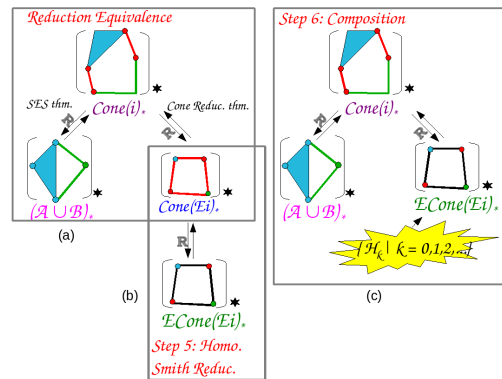 Reduction Equivalence
SES thm.
Cone(i)*
Cone Reduc. thm.
R
R
(A ∪ B)*
Cone(Ei)*
(a)
R
(b)
ECone(Ei)*
Step 5: Homo.
Smith Reduc.
Step 6: Composition
Cone(i)*
R
R
(A ∪ B)*
ECone(Ei)*
H_k | k = 0,1,2,
(c)